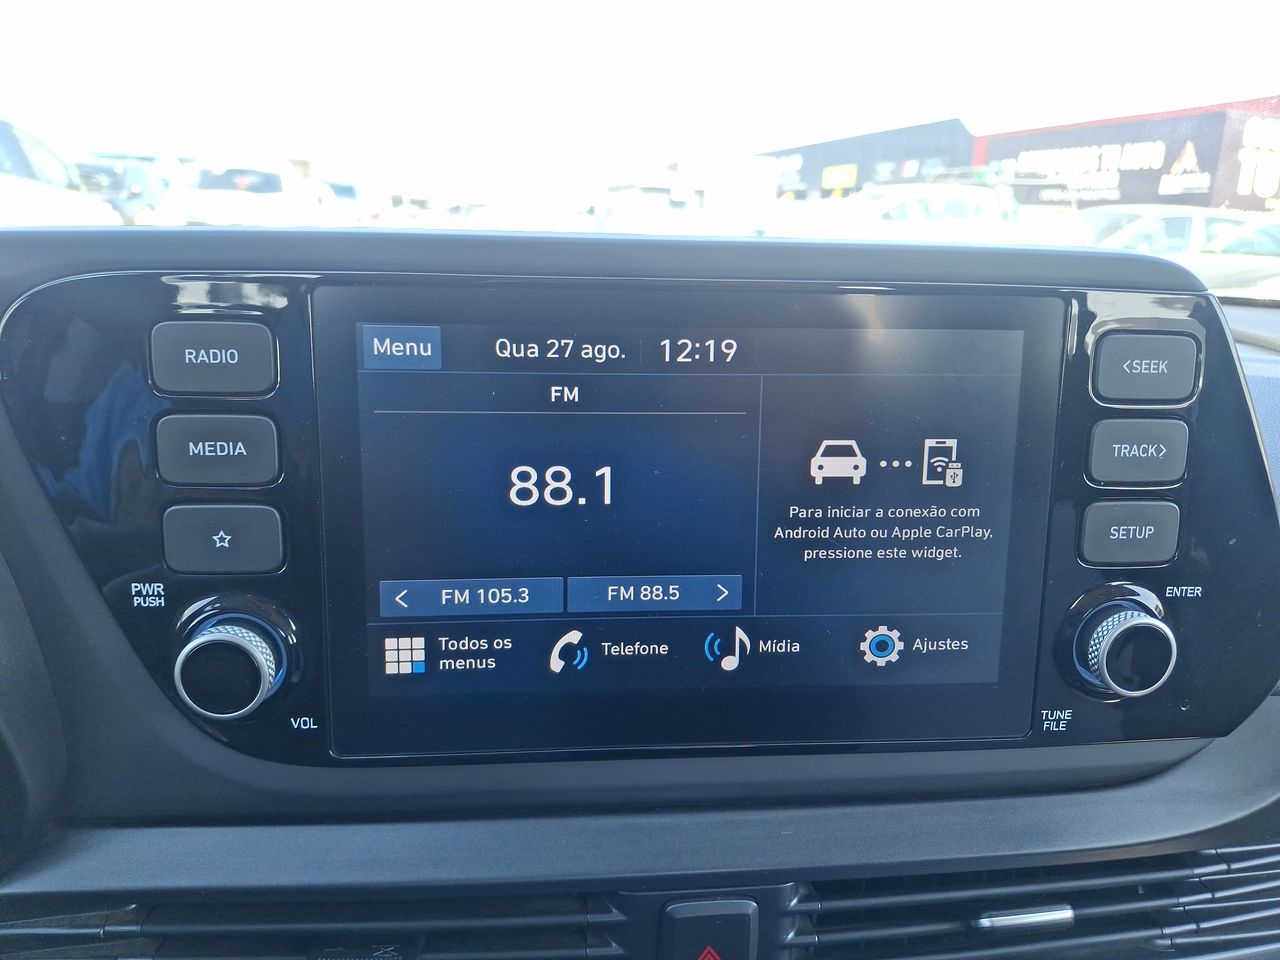 RADIO
MEDIA
PWR
PUSH
VOL
Menu
Qua 27 ago.
12:19
FM
88.1
FM 105.3
FM 88.5
Para iniciar a conexão com
Android Auto ou Apple CarPlay,
pressione este widget.
Todos os
menus
Telefone
Mídia
Ajustes
<SEEK
TRACK>
SETUP
ENTER
TUNE
FILE